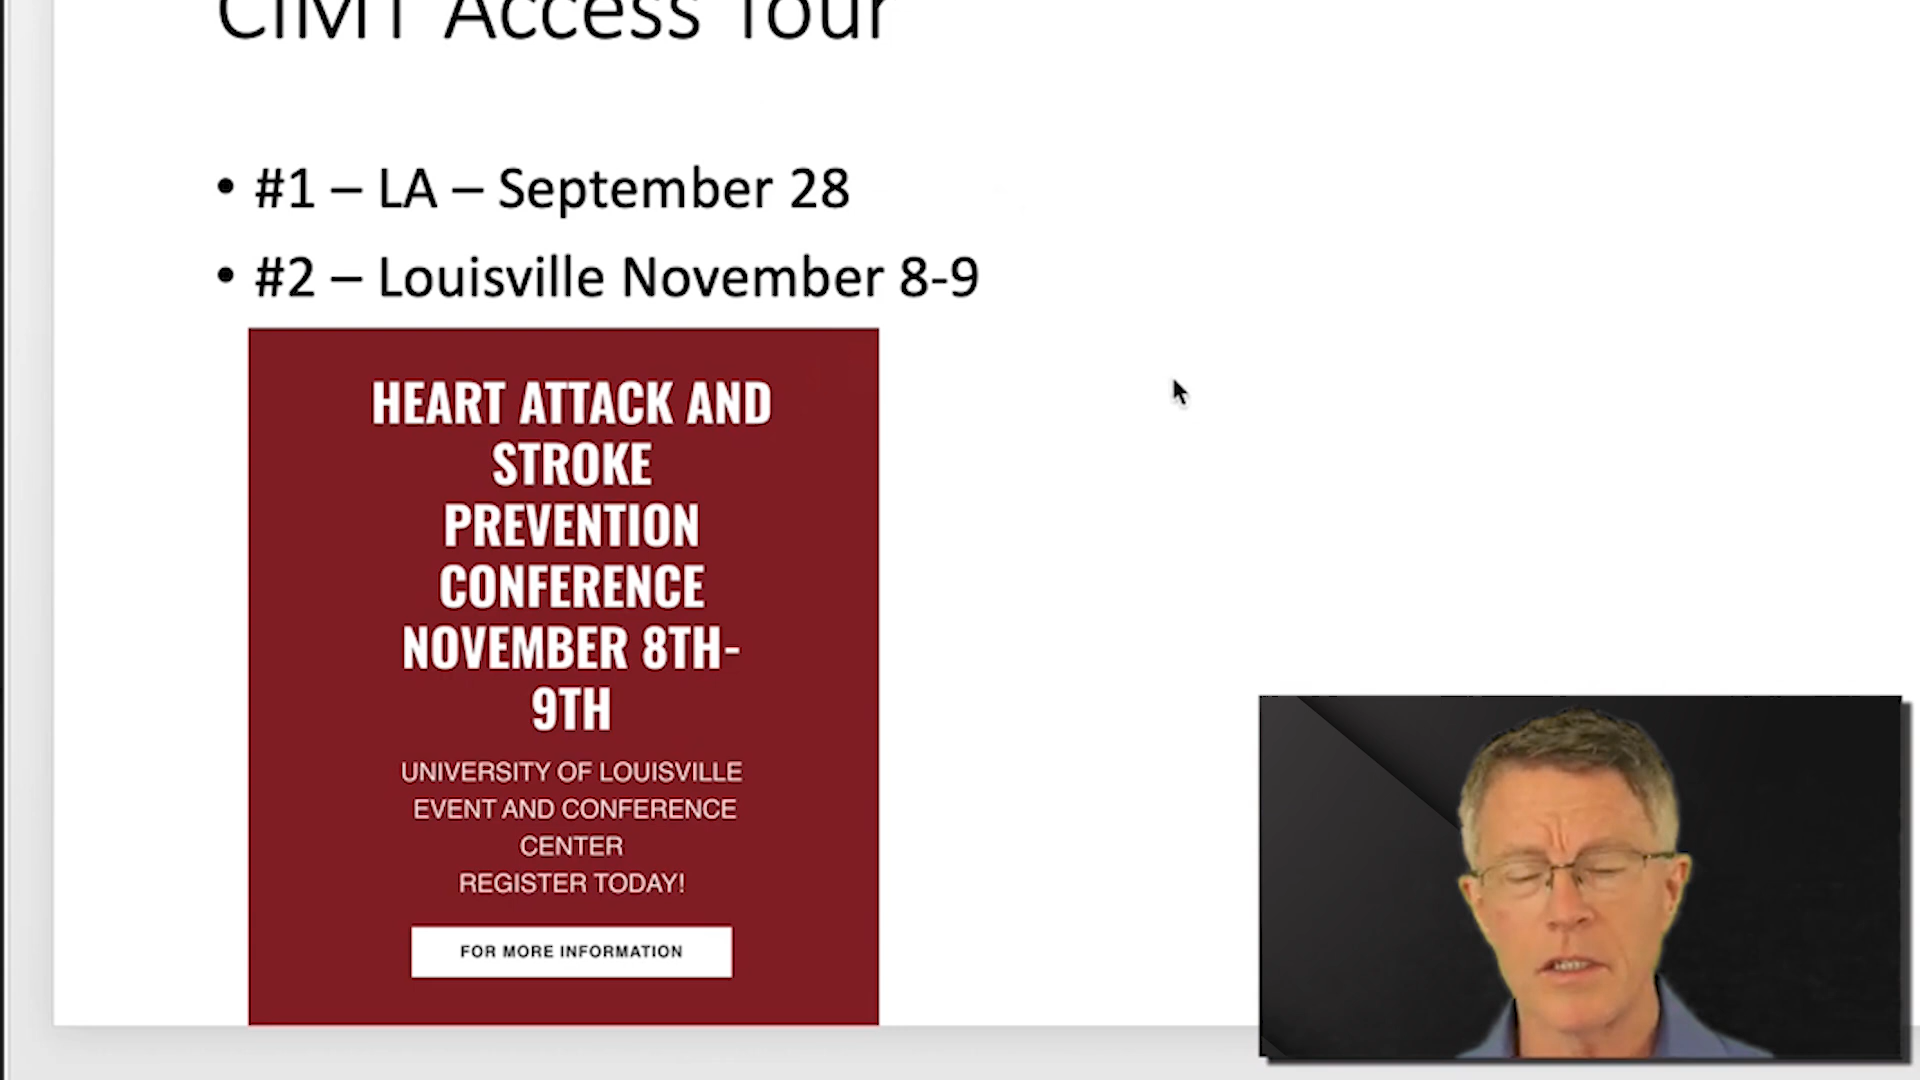 CIMT Access Tour
• #1 – LA – September 28
• #2 – Louisville November 8-9
HEART ATTACK AND
STROKE
PREVENTION
CONFERENCE
NOVEMBER 8TH-
9TH
UNIVERSITY OF LOUISVILLE
EVENT AND CONFERENCE
CENTER
REGISTER TODAY!
FOR MORE INFORMATION